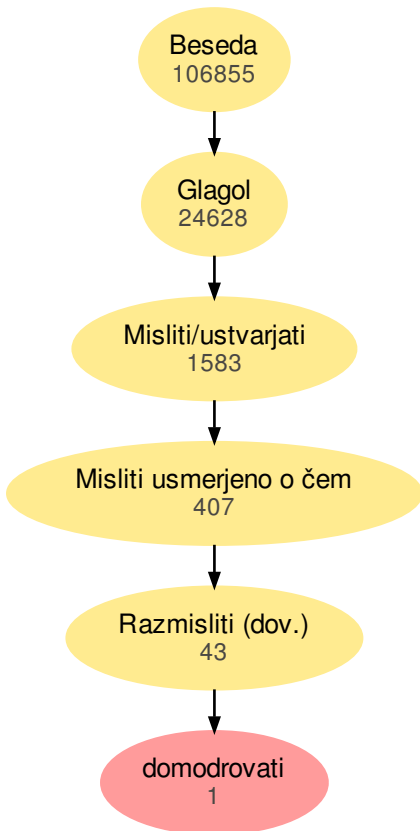 Beseda
106855
Glagol
24628
Misliti/ustvarjati
1583
Misliti usmerjeno o čem
407
Razmisliti (dov.)
43
domodrovati
1